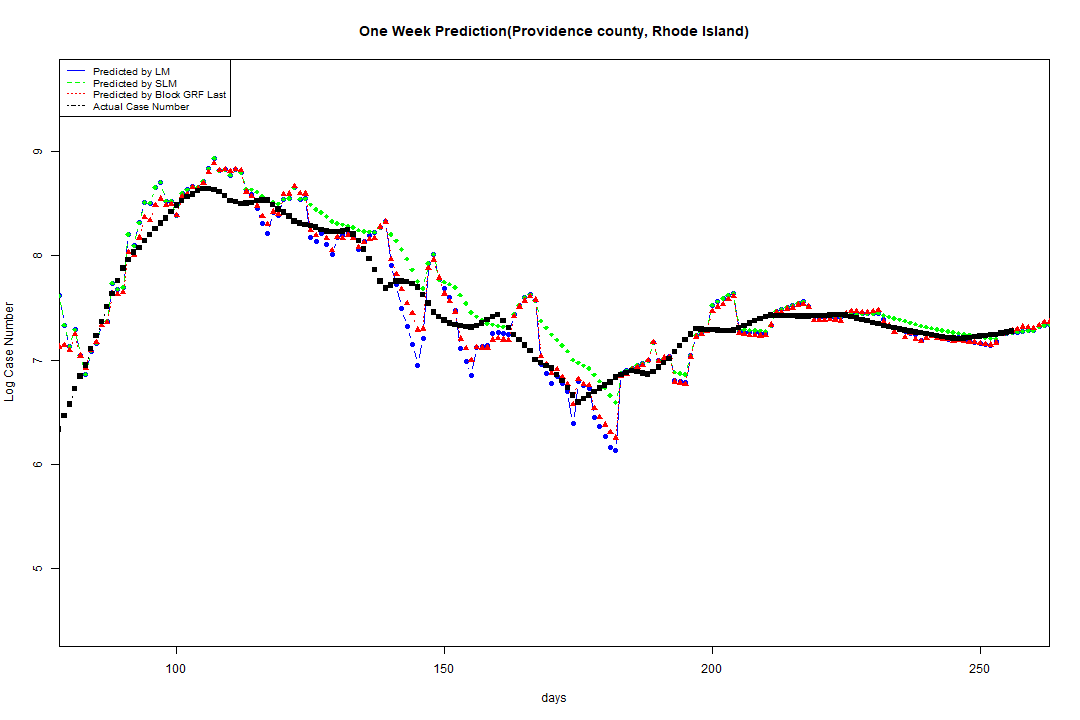 One Week Prediction(Providence county, Rhode Island)
Predicted by LM
Predicted by SLM
Predicted by Block GRF Last
Actual Case Number
9
8
7
6
5
Log Case Number
100 150 200 250
days